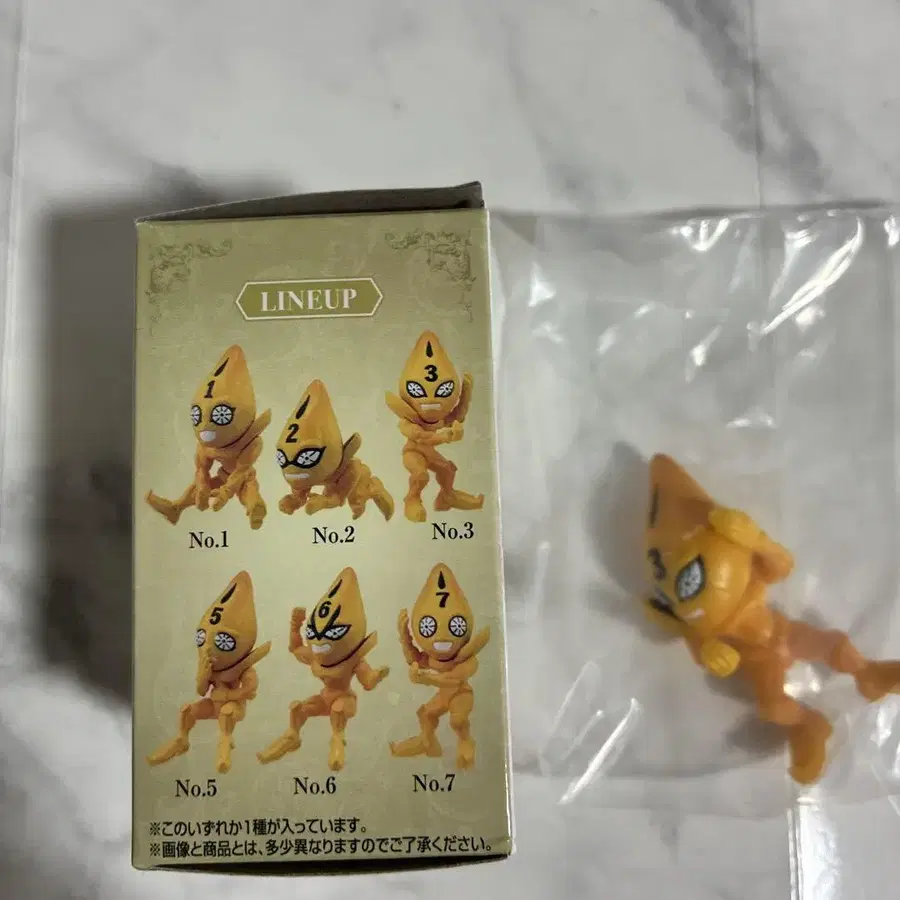 LINEUP
1
2
3
No.1
No.2
No.3
5
6
7
No.5
No.6
No.7
※このいずれか1種が入っています。
※画像と商品とは、多少異なりますのでご了承ください。
3